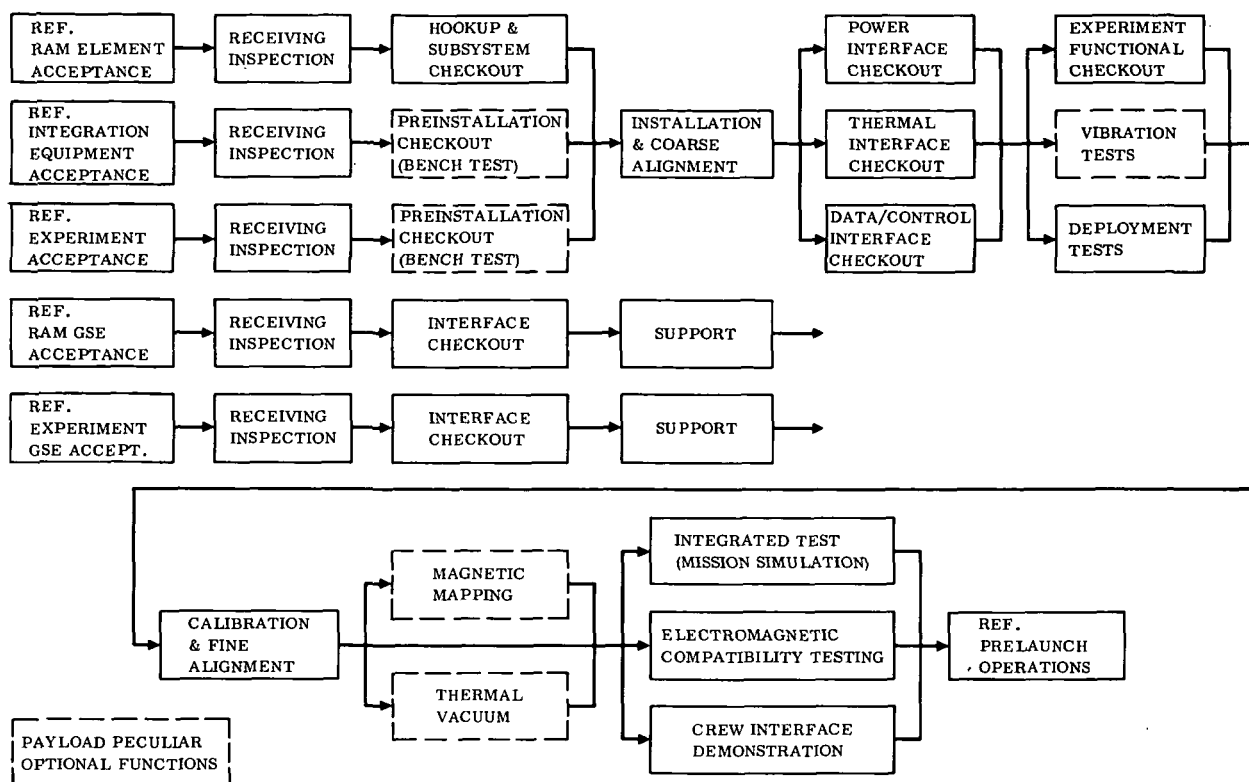 REF.
RAM ELEMENT
ACCEPTANCE
RECEIVING
INSPECTION
HOOKUP &
SUBSYSTEM
CHECKOUT
REF.
INTEGRATION
EQUIPMENT
ACCEPTANCE
RECEIVING
INSPECTION
PREINSTALLATION
CHECKOUT
(BENCH TEST)
REF.
EXPERIMENT
ACCEPTANCE
RECEIVING
INSPECTION
PREINSTALLATION
CHECKOUT
(BENCH TEST)
INSTALLATION
& COARSE
ALIGNMENT
POWER
INTERFACE
CHECKOUT
THERMAL
INTERFACE
CHECKOUT
DATA/CONTROL
INTERFACE
CHECKOUT
EXPERIMENT
FUNCTIONAL
CHECKOUT
VIBRATION
TESTS
DEPLOYMENT
TESTS
REF.
RAM GSE
ACCEPTANCE
RECEIVING
INSPECTION
INTERFACE
CHECKOUT
SUPPORT
REF.
EXPERIMENT
GSE ACCEPT.
RECEIVING
INSPECTION
INTERFACE
CHECKOUT
SUPPORT
CALIBRATION
& FINE
ALIGNMENT
MAGNETIC
MAPPING
THERMAL
VACUUM
INTEGRATED TEST
(MISSION SIMULATION)
ELECTROMAGNETIC
COMPATIBILITY TESTING
CREW INTERFACE
DEMONSTRATION
REF.
PRELAUNCH
OPERATIONS
PAYLOAD PECULIAR
OPTIONAL FUNCTIONS